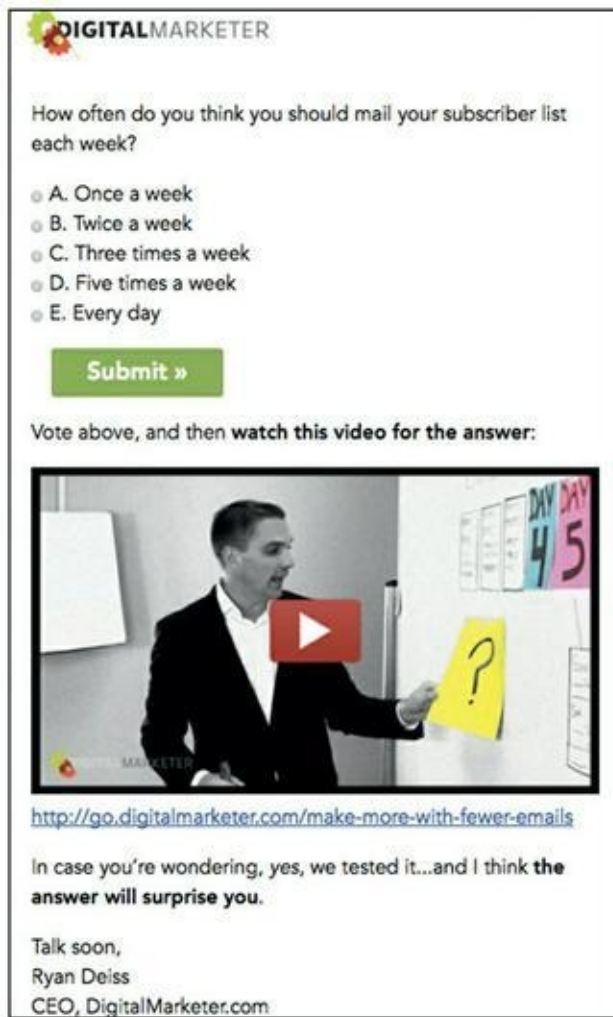 DIGITALMARKETER
How often do you think you should mail your subscriber list
each week?
A. Once a week
B. Twice a week
C. Three times a week
D. Five times a week
E. Every day
Submit »
Vote above, and then watch this video for the answer:
DAY DAY
4 5
?
DIGITALMARKETER
http://go.digitalmarketer.com/make-more-with-fewer-emails
In case you’re wondering, yes, we tested it...and I think the
answer will surprise you.
Talk soon,
Ryan Deiss
CEO, DigitalMarketer.com